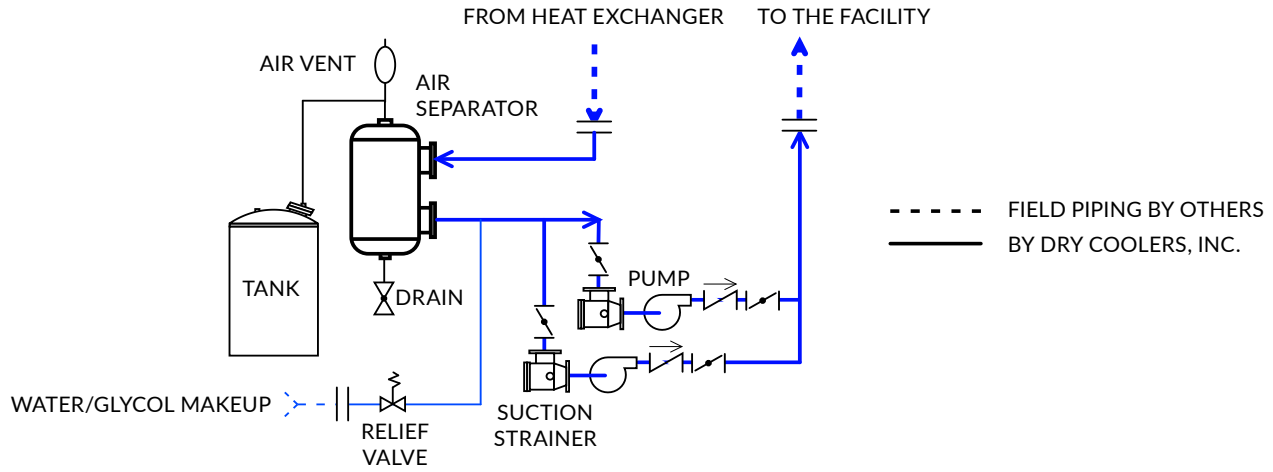 FROM HEAT EXCHANGER
TO THE FACILITY
AIR VENT
AIR
SEPARATOR
FIELD PIPING BY OTHERS
BY DRY COOLERS, INC.
TANK
DRAIN
PUMP
WATER/GLYCOL MAKEUP
RELIEF
VALVE
SUCTION
STRAINER